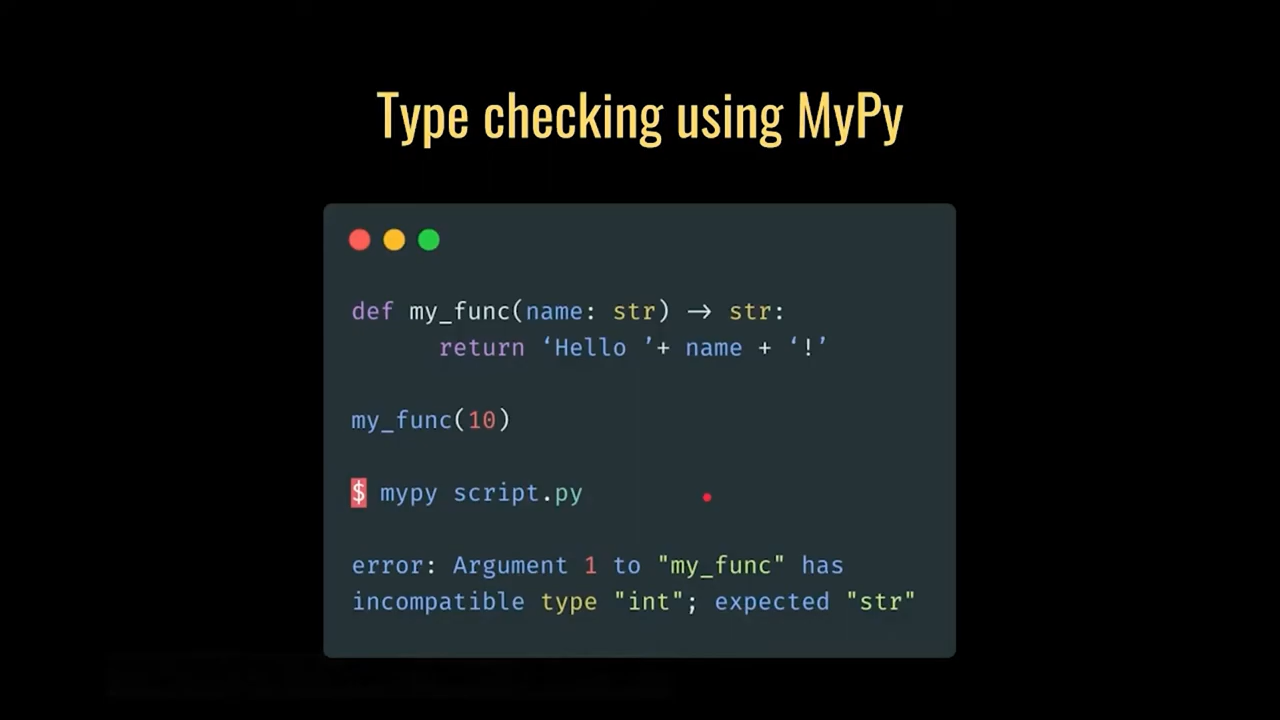 Type checking using MyPy
def my_func(name: str) → str:
return ‘Hello ’+ name + ‘!’
my_func(10)
$ mypy script.py
error: Argument 1 to "my_func" has
incompatible type "int"; expected "str"